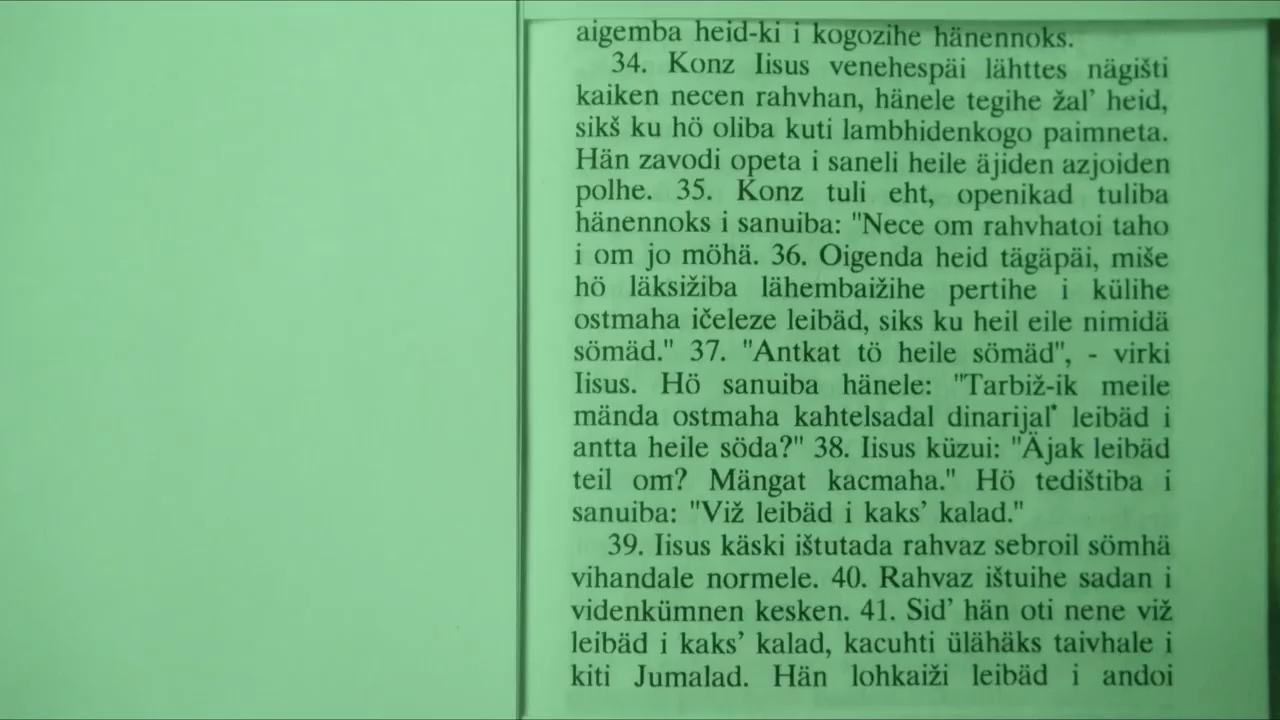 aigemba heid-ki i kogozihe hänennoks.
34. Konz Iisus venehespäi lähttes nägišti
kaiken necen rahvhan, hänele tegihe žal’ heid,
sikš ku hö oliba kuti lambhidenkogo paimneta.
Hän zavodi opeta i saneli heile äjiden azjoiden
polhe. 35. Konz tuli eht, openikad tuliba
hänennoks i sanuiba: "Nece om rahvhatoi taho
i om jo möhä. 36. Oigenda heid tägäpäi, miše
hö läksižiba lähembaižihe pertihe i külihe
ostmaha ičeleze leibäd, siks ku heil eile nimidä
sömäd." 37. "Antkat tö heile sömäd", - virki
Iisus. Hö sanuiba hänele: "Tarbiž-ik meile
mända ostmaha kahtelsadal dinarijal* leibäd i
antta heile söda?" 38. Iisus küzui: "Äjak leibäd
teil om? Mängat kacmaha." Hö tedištiba i
sanuiba: "Viž leibäd i kaks’ kalad."
39. Iisus käski ištutada rahvaz sebroil sömhä
vihandale normele. 40. Rahvaz ištuihe sadan i
videnkümnen kesken. 41. Sid’ hän oti nene viž
leibäd i kaks’ kalad, kacuhti ülähäks taivhale i
kiti Jumalad. Hän lohkaiži leibäd i andoi